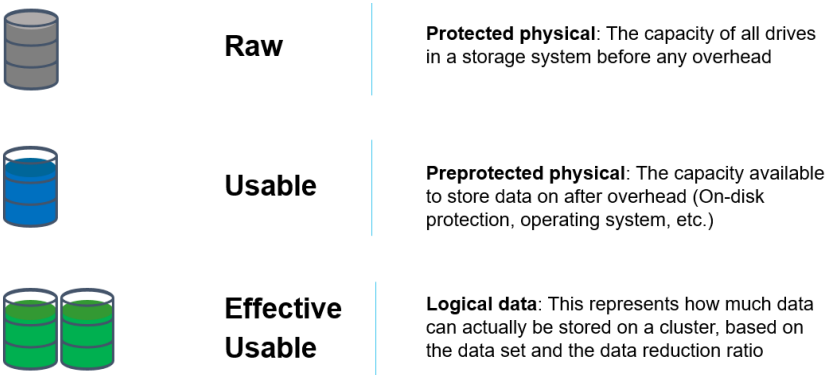 Raw
Protected physical: The capacity of all drives
in a storage system before any overhead
Usable
Preprotected physical: The capacity available
to store data on after overhead (On-disk
protection, operating system, etc.)
Effective
Usable
Logical data: This represents how much data
can actually be stored on a cluster, based on
the data set and the data reduction ratio